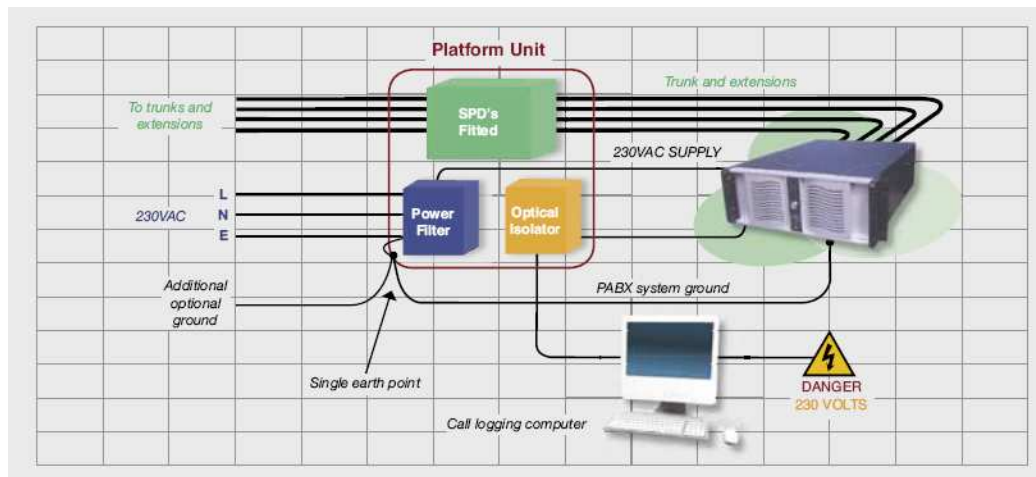 Platform Unit
To trunks and
extensions
SPD's
Fitted
Trunk and extensions
230VAC SUPPLY
L
230VAC
N
E
Power
Filter
Optical
Isolator
Additional
optional
ground
PABX system ground
Single earth point
Call logging computer
DANGER
230 VOLTS